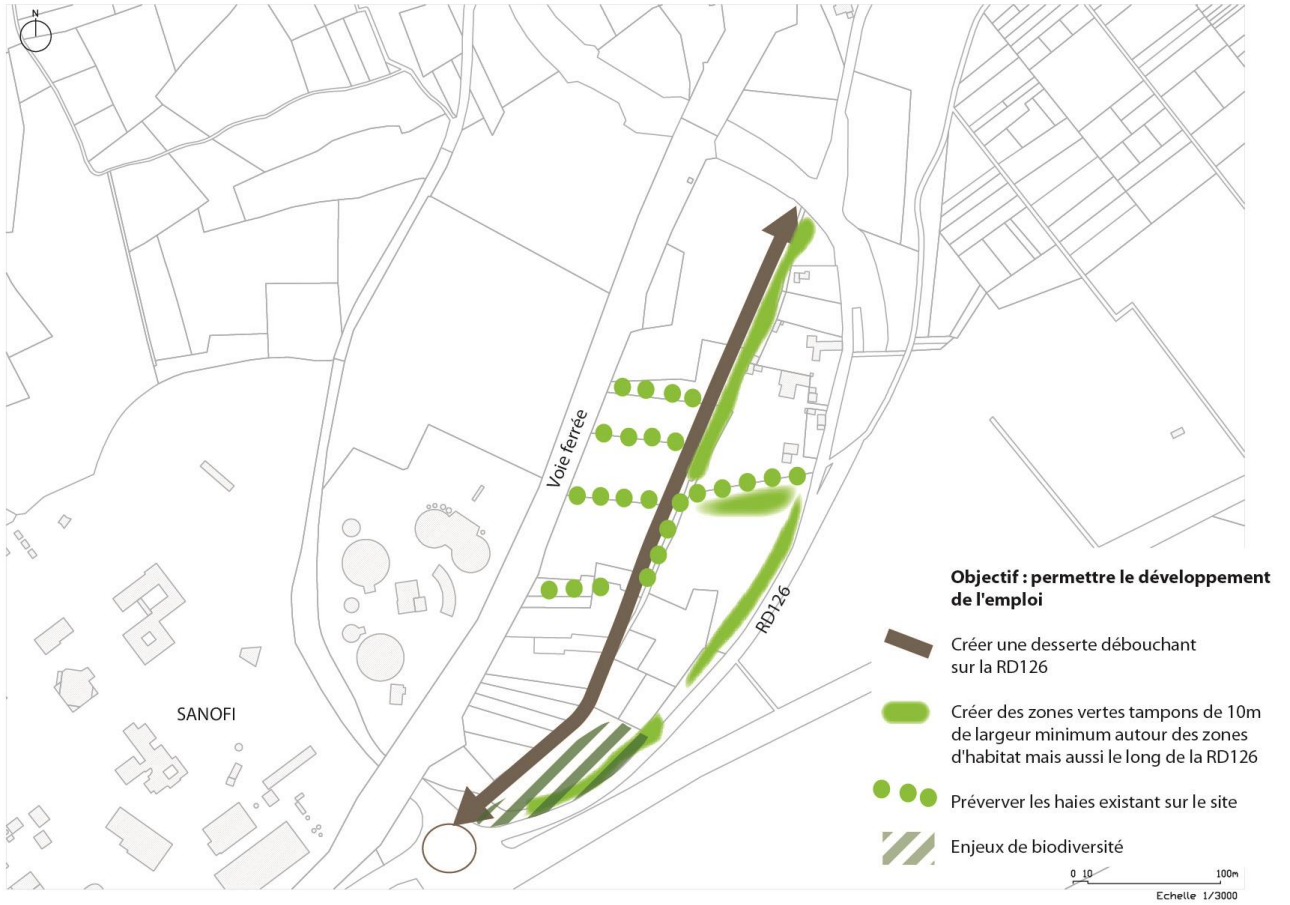 N
Voie ferrée
RD126
SANOFI
Objectif : permettre le développement
de l'emploi
Créer une desserte débouchant
sur la RD126
Créer des zones vertes tampons de 10m
de largeur minimum autour des zones
d'habitat mais aussi le long de la RD126
Préverver les haies existant sur le site
Enjeux de biodiversité
0 10 100m
Echelle 1/3000